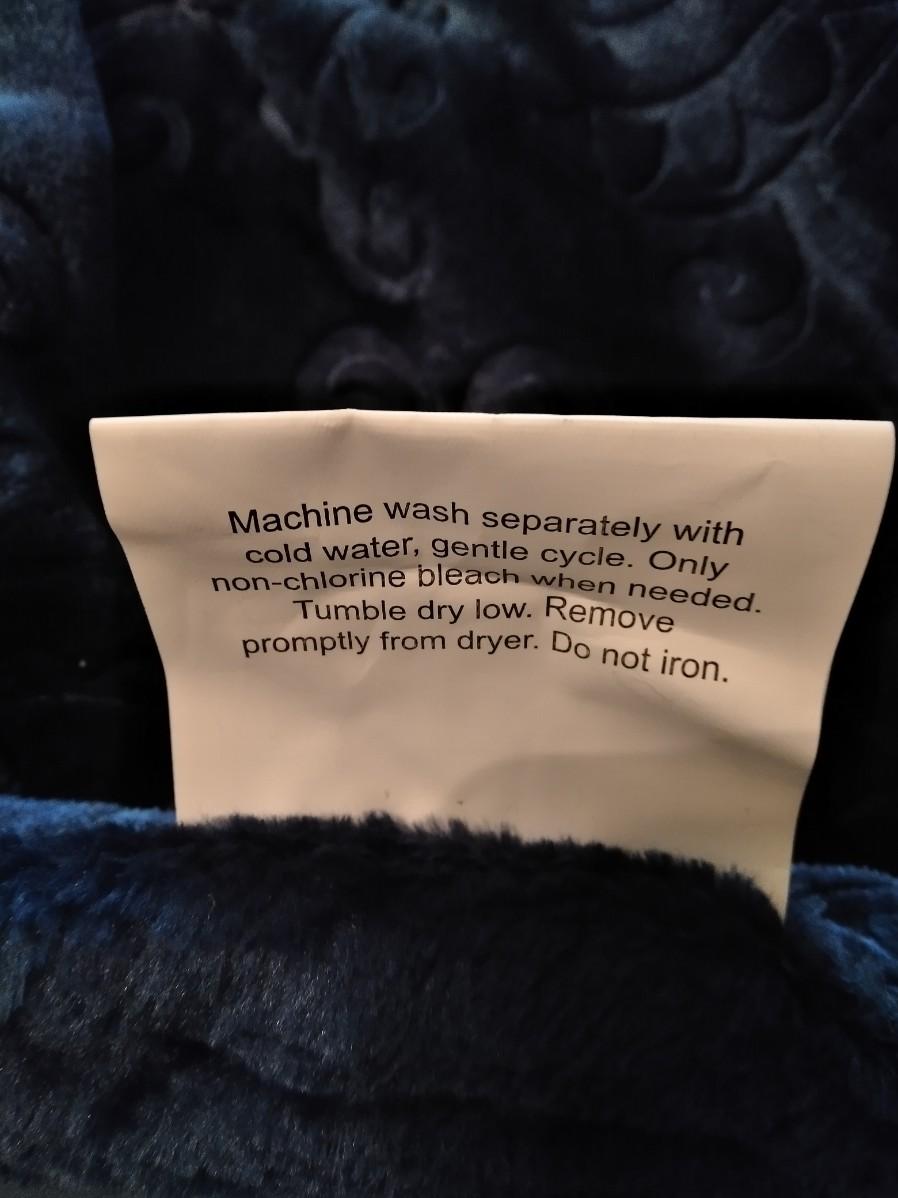 Machine wash separately with
cold water, gentle cycle. Only
non-chlorine bleach when needed.
Tumble dry low. Remove
promptly from dryer. Do not iron.